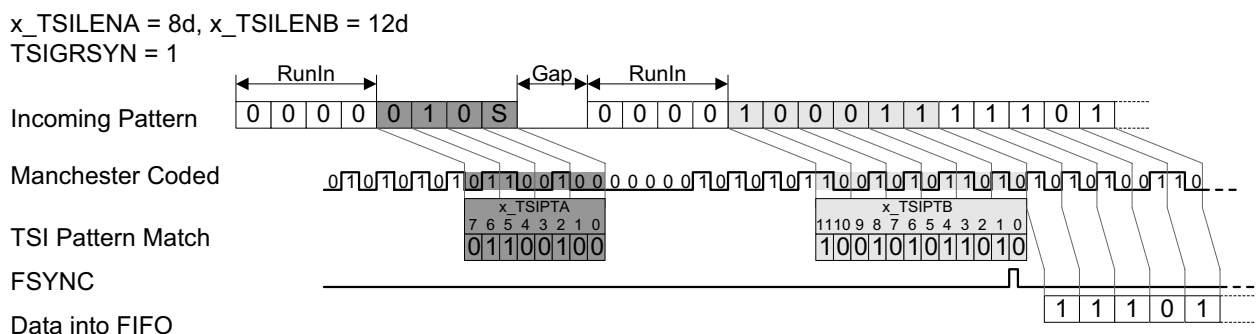 x_TSILENA = 8d, x_TSILENB = 12d
TSIGRSYN = 1
RunIn Gap RunIn
Incoming Pattern 0 0 0 0 0 1 0 S 0 0 0 0 1 0 0 0 1 1 1 1 1 0 1
Manchester Coded 0 1 0 1 0 1 0 1 0 1 1 0 0 1 0 0 0 0 0 0 0 1 0 1 0 1 0 1 1 0 0 1 0 1 0 1 1 0 1 0 1 0 1 0 1 0 0 1 1 0
x_TSIPTA x_TSIPTB
7 6 5 4 3 2 1 0 11 10 9 8 7 6 5 4 3 2 1 0
TSI Pattern Match 0 1 1 0 0 1 0 0 1 0 0 1 0 1 0 1 1 0 1 0
FSYNC
Data into FIFO 1 1 1 0 1